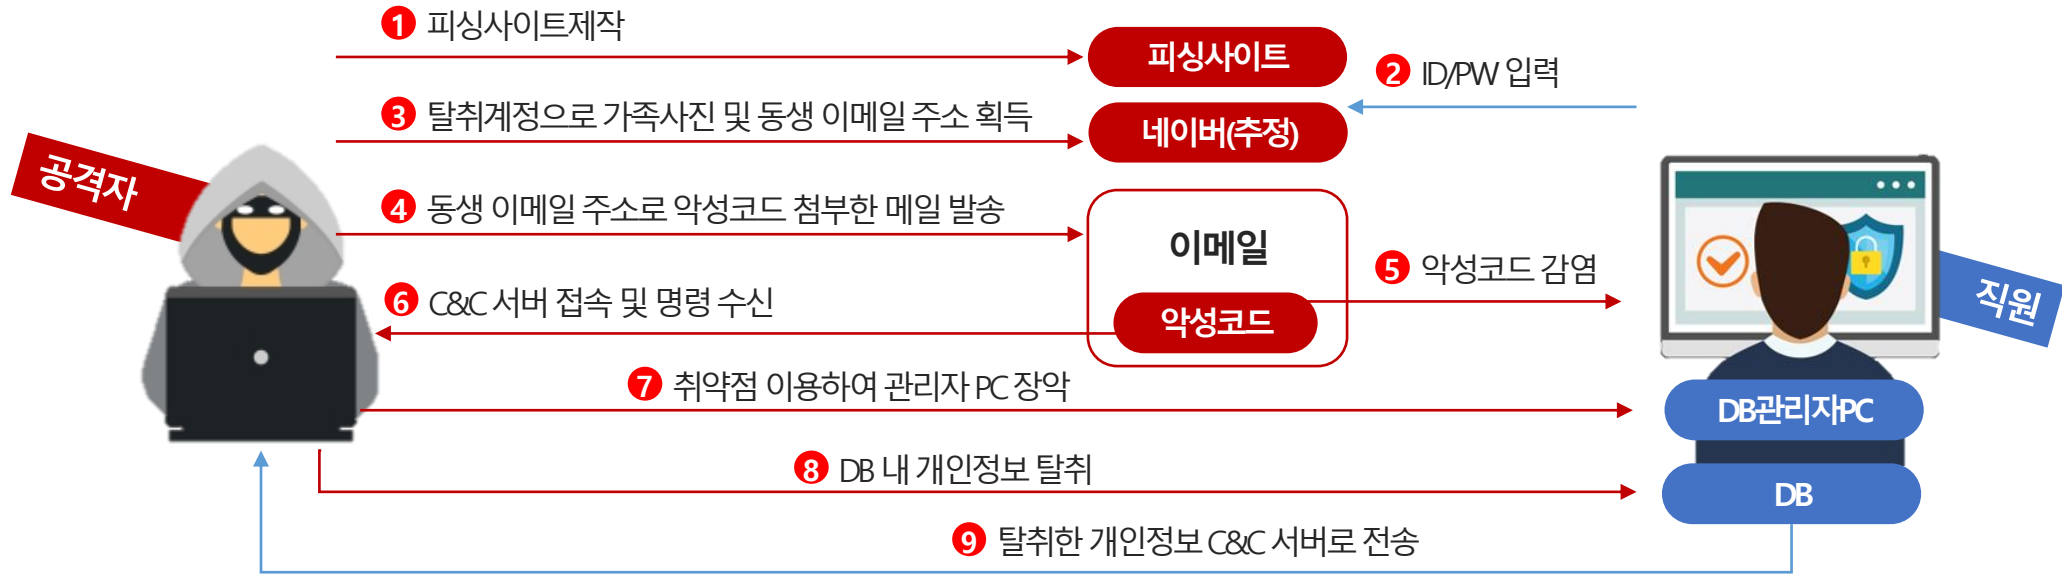 1 피싱사이트제작
피싱사이트
2 ID/PW 입력
3 탈취계정으로 가족사진 및 동생 이메일 주소 획득
네이버(추정)
공격자
4 동생 이메일 주소로 악성코드 첨부한 메일 발송
이메일
5 악성코드 감염
직원
6 C&C 서버 접속 및 명령 수신
악성코드
7 취약점 이용하여 관리자 PC 장악
DB관리자PC
8 DB 내 개인정보 탈취
DB
9 탈취한 개인정보 C&C 서버로 전송